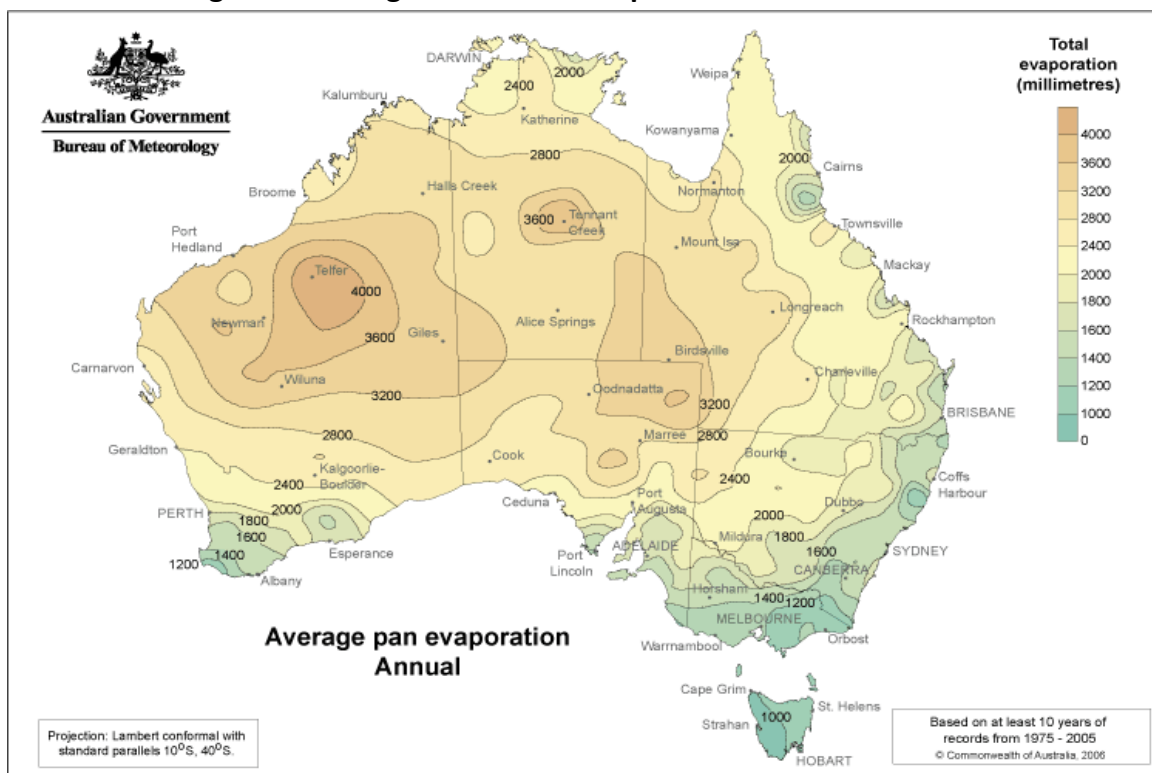 Australian Government
Bureau of Meteorology
Total
evaporation
(millimetres)
4000
3600
3200
2800
2400
2000
1800
1600
1400
1200
1000
0
DARWIN
2000
2400
Weipa
Kalumburu
Katherine
Kowanyama
2800
2000
Cairns
Halls Creek
Normanton
Broome
3600
Tennant
Creek
Townsville
Port
Hedland
Mount Isa
Mackay
Telfer
4000
Longreach
Newman
Alice Springs
Rockhampton
3600
Giles
Birdsville
Carnarvon
Charleville
Wiluna
Oodnadatta
3200
3200
BRISBANE
2800
Marree
2800
Geraldton
Bourke
Cook
Kalgoorlie-
Boulder
2400
2400
Coffs
Harbour
Ceduna
Port
Augusta
2000
Dubbo
PERTH
1800
2000
1600
Mildura
1800
1400
Esperance
ADELAIDE
1600
SYDNEY
1200
Port
Lincoln
CANBERRA
Albany
Horsham
1400
1200
MELBOURNE
Orbost
Warrnambool
Average pan evaporation
Annual
Cape Grim
St. Helens
1000
Strahan
HOBART
Projection: Lambert conformal with
standard parallels 10°S, 40°S.
Based on at least 10 years of
records from 1975 - 2005
© Commonwealth of Australia, 2006